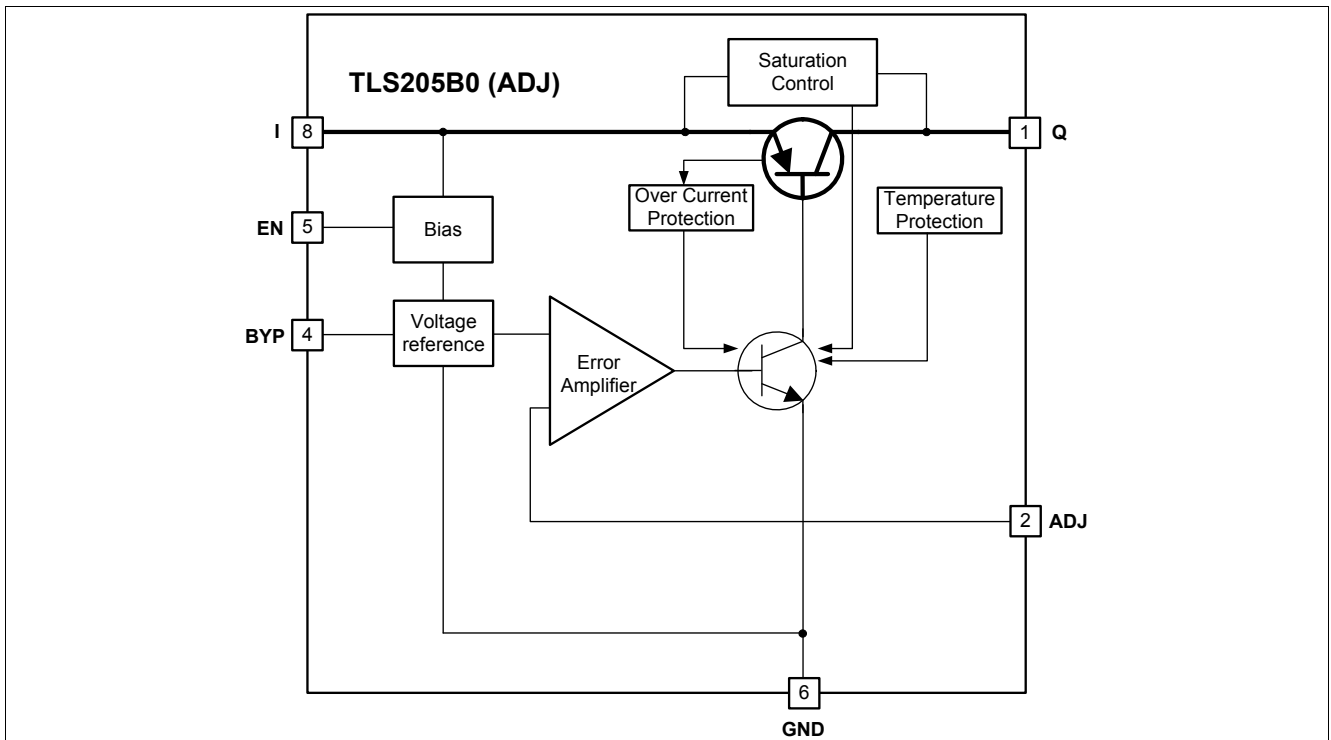 Saturation
Control
TLS205B0 (ADJ)
I
8
1
Q
Over Current
Protection
Temperature
Protection
EN
5
Bias
BYP
4
Voltage
reference
Error
Amplifier
2
ADJ
6
GND